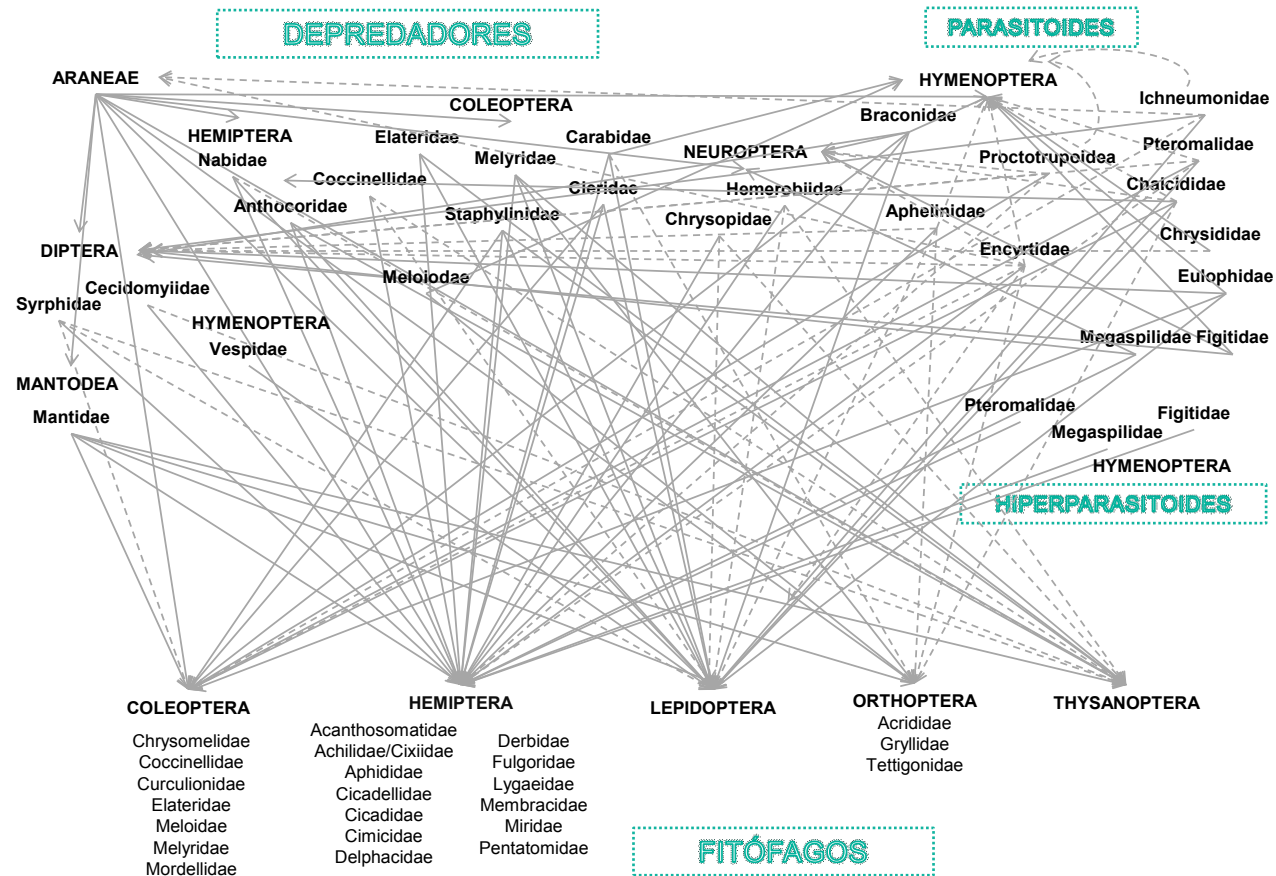 DEPREDADORES
PARASITOIDES
ARANEAE
HYMENOPTERA
Ichneumonidae
COLEOPTERA
Braconidae
HEMIPTERA
Elateridae
Carabidae
Nabidae
Melyridae
NEUROPTERA
Proctotrupoidea
Pteromalidae
Coccinellidae
Cleridae
Hemerobiidae
Chalcididae
Anthocoridae
Staphylinidae
Chrysopidae
Aphelinidae
Chrysididae
DIPTERA
Encyrtidae
Meloiodae
Eulophidae
Cecidomyiidae
Syrphidae
HYMENOPTERA
Vespidae
Megaspilidae Figitidae
MANTODEA
Mantidae
Pteromalidae
Figitidae
Megaspilidae
HYMENOPTERA
HIPERPARASITOIDES
COLEOPTERA
Chrysomelidae
Coccinellidae
Curculionidae
Elateridae
Meloidae
Melyridae
Mordellidae
HEMIPTERA
Acanthosomatidae
Achilidae/Cixiidae
Aphididae
Cicadellidae
Cicadidae
Cimicidae
Delphacidae
Derbidae
Fulgoridae
Lygaeidae
Membracidae
Miridae
Pentatomidae
LEPIDOPTERA
ORTHOPTERA
Acrididae
Gryllidae
Tettigonidae
THYSANOPTERA
FITÓFAGOS